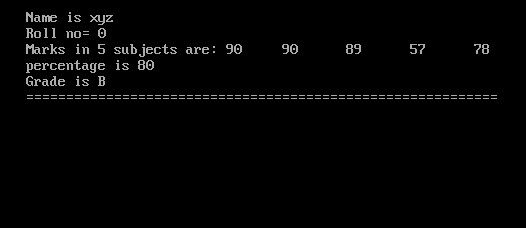 Name is xyz
Roll no= 0
Marks in 5 subjects are: 90 90 89 57 78
percentage is 80
Grade is B
===========================================================